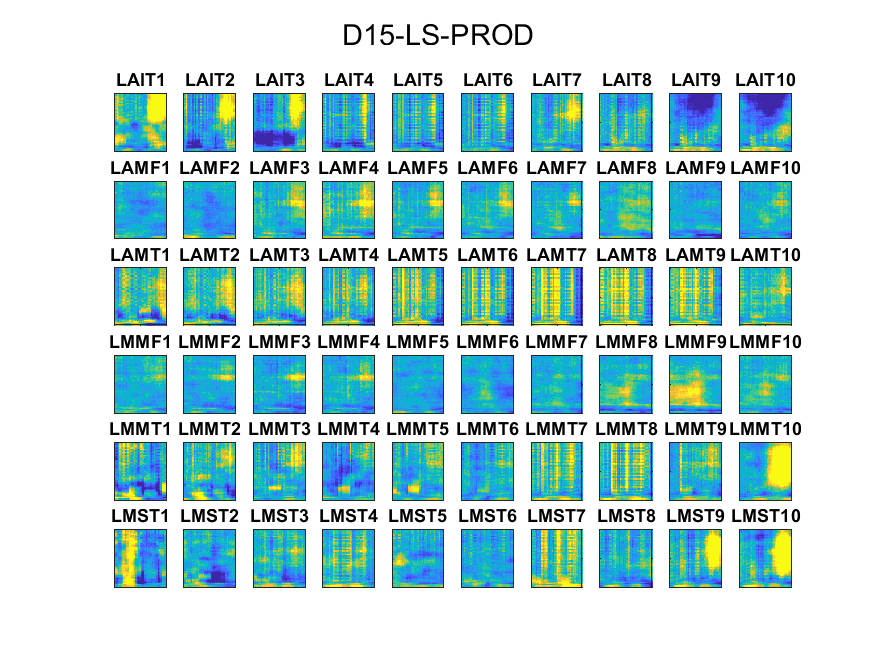 D15-LS-PROD
LAIT1 LAIT2 LAIT3 LAIT4 LAIT5 LAIT6 LAIT7 LAIT8 LAIT9 LAIT10
LAMF1 LAMF2 LAMF3 LAMF4 LAMF5 LAMF6 LAMF7 LAMF8 LAMF9 LAMF10
LAMT1 LAMT2 LAMT3 LAMT4 LAMT5 LAMT6 LAMT7 LAMT8 LAMT9 LAMT10
LMMF1 LMMF2 LMMF3 LMMF4 LMMF5 LMMF6 LMMF7 LMMF8 LMMF9 LMMF10
LMMT1 LMMT2 LMMT3 LMMT4 LMMT5 LMMT6 LMMT7 LMMT8 LMMT9 LMMT10
LMST1 LMST2 LMST3 LMST4 LMST5 LMST6 LMST7 LMST8 LMST9 LMST10